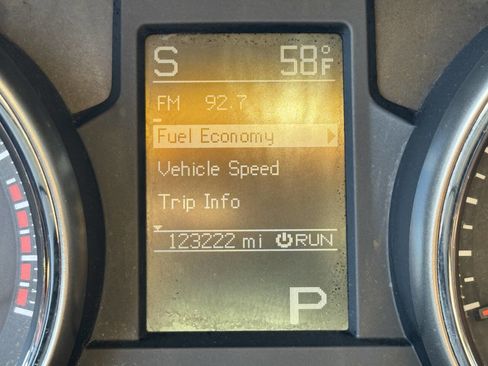 S 58°F
FM 92.7
Fuel Economy
Vehicle Speed
Trip Info
123222 mi RUN
P